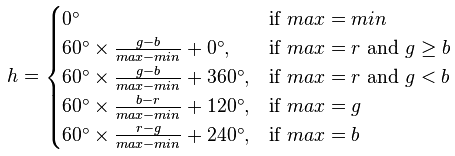 h = { 0° if max = min
60° × (g−b)/(max−min) + 0°, if max = r and g ≥ b
60° × (g−b)/(max−min) + 360°, if max = r and g < b
60° × (b−r)/(max−min) + 120°, if max = g
60° × (r−g)/(max−min) + 240°, if max = b